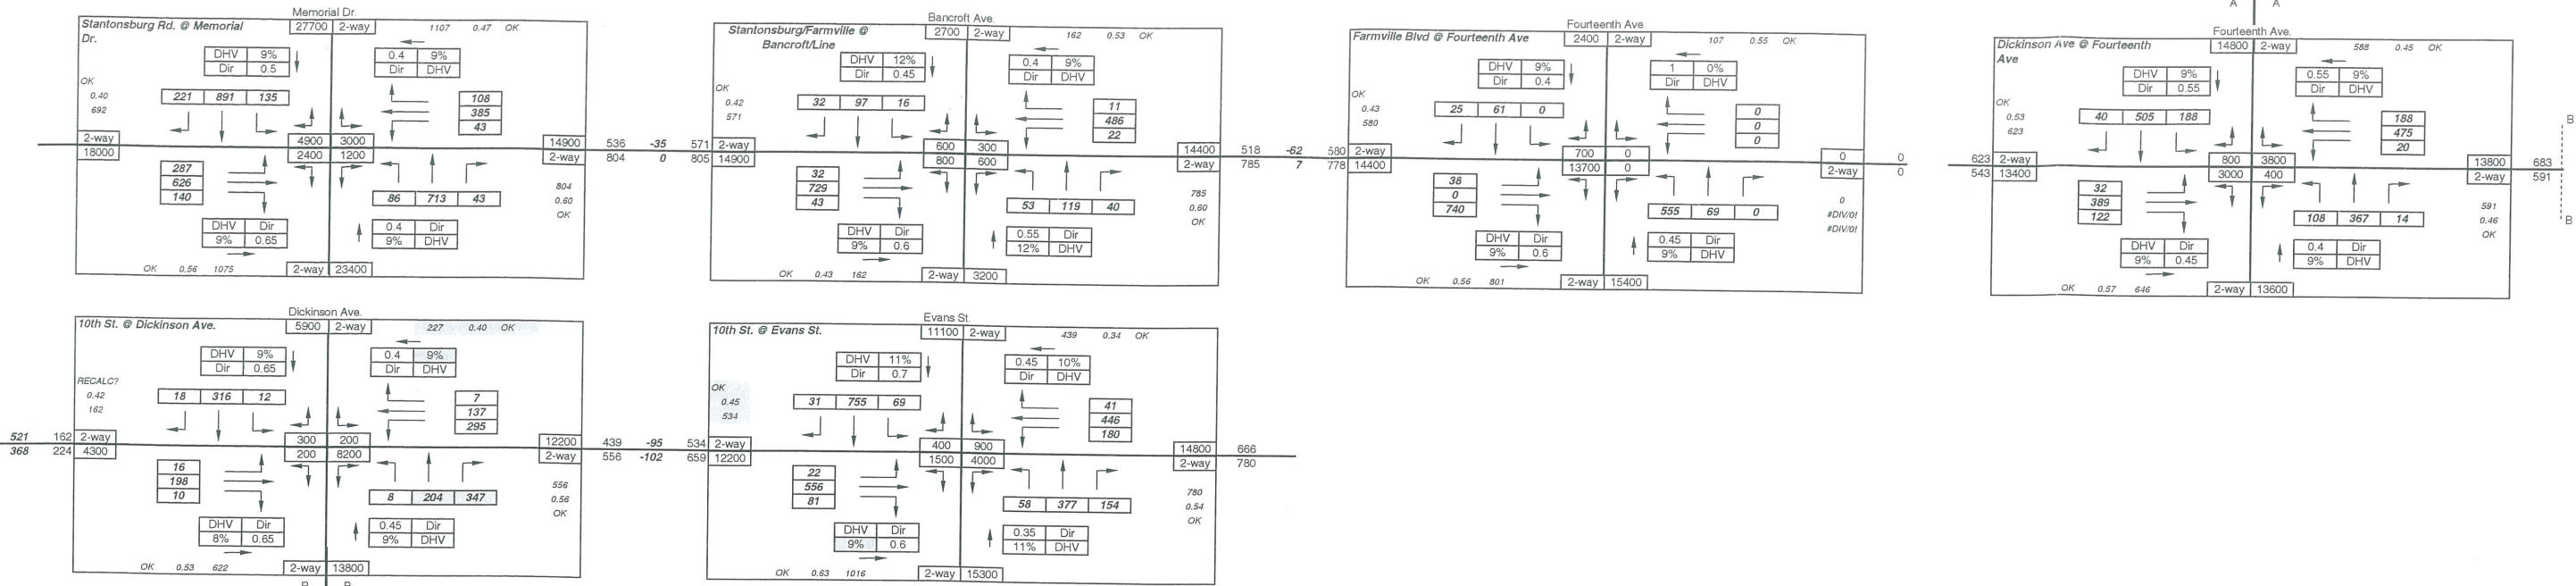 Memorial Dr.
Stantonsburg Rd. @ Memorial Dr.
27700 2-way
1107 0.47 OK
DHV 9%
Dir 0.5
0.4 9%
Dir DHV
OK
0.40
692
221 891 135
108
385
43
2-way
18000
4900 3000
2400 1200
14900
2-way
287
626
140
86 713 43
804
0.60
OK
DHV Dir
9% 0.65
0.4 Dir
9% DHV
OK 0.56 1075
2-way 23400
536 -35 571
804 0 805
Bancroft Ave.
Stantonsburg/Farmville @
Bancroft/Line
2700 2-way
162 0.53 OK
DHV 12%
Dir 0.45
0.4 9%
Dir DHV
OK
0.42
571
32 97 16
11
486
22
2-way
14900
600 300
800 600
14400
2-way
32
729
43
53 119 40
785
0.60
OK
DHV Dir
9% 0.6
0.55 Dir
12% DHV
OK 0.43 162
2-way 3200
518 -62 580
785 7 778
Fourteenth Ave.
Farmville Blvd @ Fourteenth Ave
2400 2-way
107 0.55 OK
DHV 9%
Dir 0.4
1 0%
Dir DHV
OK
0.43
580
25 61 0
0
0
0
2-way
14400
700 0
13700 0
0
2-way
0
0
38
0
740
555 69 0
0
#DIV/0!
#DIV/0!
DHV Dir
9% 0.6
0.45 Dir
9% DHV
OK 0.56 801
2-way 15400
A A
Fourteenth Ave.
Dickinson Ave @ Fourteenth
Ave
14800 2-way
588 0.45 OK
DHV 9%
Dir 0.55
0.55 9%
Dir DHV
OK
0.53
623
40 505 188
188
475
20
623 2-way
543 13400
800 3800
3000 400
13800 683
2-way 591
B
B
32
389
122
108 367 14
591
0.46
OK
DHV Dir
9% 0.45
0.4 Dir
9% DHV
OK 0.57 646
2-way 13600
Dickinson Ave.
10th St. @ Dickinson Ave.
5900 2-way
227 0.40 OK
DHV 9%
Dir 0.65
0.4 9%
Dir DHV
RECALC?
0.42
162
18 316 12
7
137
295
521 162 2-way
368 224 4300
300 200
200 8200
12200
2-way
16
198
10
8 204 347
556
0.56
OK
DHV Dir
8% 0.65
0.45 Dir
9% DHV
OK 0.53 622
2-way 13800
439 -95 534
556 -102 659
Evans St.
10th St. @ Evans St.
11100 2-way
439 0.34 OK
DHV 11%
Dir 0.7
0.45 10%
Dir DHV
OK
0.45
534
31 755 69
41
446
180
2-way
12200
400 900
1500 4000
14800 666
2-way 780
22
556
81
58 377 154
780
0.54
OK
DHV Dir
9% 0.6
0.35 Dir
11% DHV
OK 0.63 1016
2-way 15300